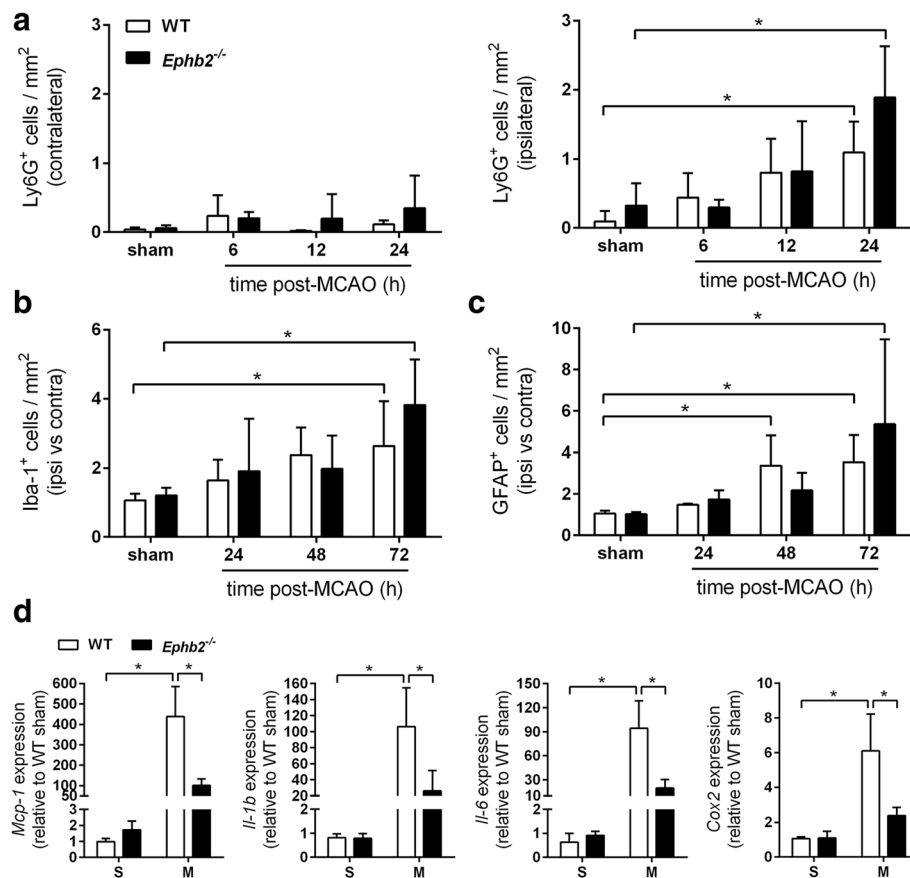 a
WT
Ephb2-/-
Ly6G+ cells / mm2
(contralateral)
3
2
1
0
sham 6 12 24
time post-MCAO (h)
Ly6G+ cells / mm2
(ipsilateral)
3
2
1
0
*
*
sham 6 12 24
time post-MCAO (h)
b
Iba-1+ cells / mm2
(ipsi vs contra)
6
4
2
0
*
*
sham 24 48 72
time post-MCAO (h)
c
GFAP+ cells / mm2
(ipsi vs contra)
10
8
6
4
2
0
*
*
*
sham 24 48 72
time post-MCAO (h)
d
WT Ephb2-/-
Mcp-1 expression
(relative to WT sham)
600
500
400
300
200
100
50
2
1
0
* *
S M
Il-1b expression
(relative to WT sham)
160
140
120
100
80
60
40
20
1
0
* *
S M
Il-6 expression
(relative to WT sham)
150
120
90
60
30
10
1
0
* *
S M
Cox2 expression
(relative to WT sham)
10
8
6
4
2
0
* *
S M